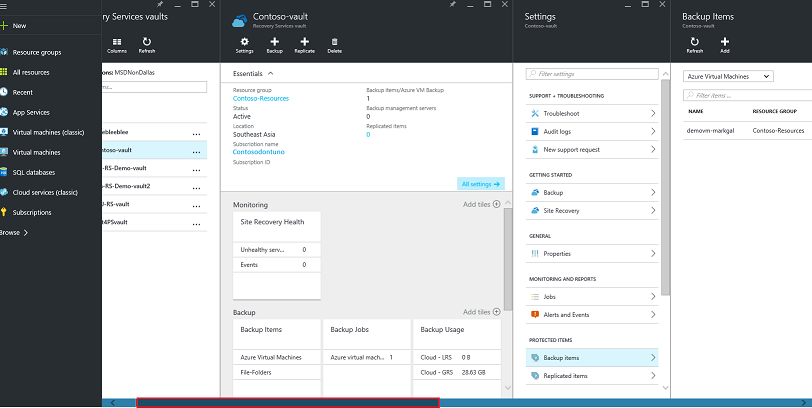 New
Resource groups
All resources
Recent
App Services
Virtual machines (classic)
Virtual machines
SQL databases
Cloud services (classic)
Subscriptions
Browse
ry Services vaults
Columns
Refresh
ons: MSDNonDallas
ms...
ebleeblee
ntoso-vault
-RS-Demo-vault
-RS-Demo-vault2
J-RS-vault
t4PSvault
Contoso-vault
Recovery Services vault
Settings
Backup
Replicate
Delete
Essentials
Resource group
Contoso-Resources
Status
Active
Location
Southeast Asia
Subscription name
Contosodontuno
Subscription ID
Backup items/Azure VM Backup
1
Backup management servers
0
Replicated items
0
All settings
Monitoring
Add tiles
Site Recovery Health
Unhealthy serv... 0
Events 0
Backup
Add tiles
Backup Items
Azure Virtual Machines
File-Folders
Backup Jobs
Azure virtual mach... 1
Backup Usage
Cloud - LRS 0 B
Cloud - GRS 28.63 GB
Settings
Contoso-vault
Filter settings
SUPPORT + TROUBLESHOOTING
Troubleshoot
Audit logs
New support request
GETTING STARTED
Backup
Site Recovery
GENERAL
Properties
MONITORING AND REPORTS
Jobs
Alerts and Events
PROTECTED ITEMS
Backup items
Replicated items
Backup Items
Contoso-vault
Refresh
Add
Azure Virtual Machines
Filter items ...
NAME RESOURCE GROUP
demovm-markgal Contoso-Resources